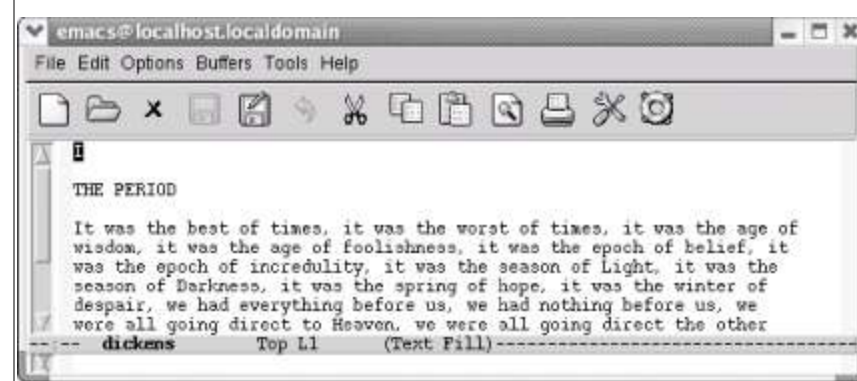 emacs@localhost.localdomain
File Edit Options Buffers Tools Help
I
THE PERIOD
It was the best of times, it was the worst of times, it was the age of
wisdom, it was the age of foolishness, it was the epoch of belief, it
was the epoch of incredulity, it was the season of Light, it was the
season of Darkness, it was the spring of hope, it was the winter of
despair, we had everything before us, we had nothing before us, we
were all going direct to Heaven, we were all going direct the other
--:-- dickens Top L1 (Text Fill)----------------------------------